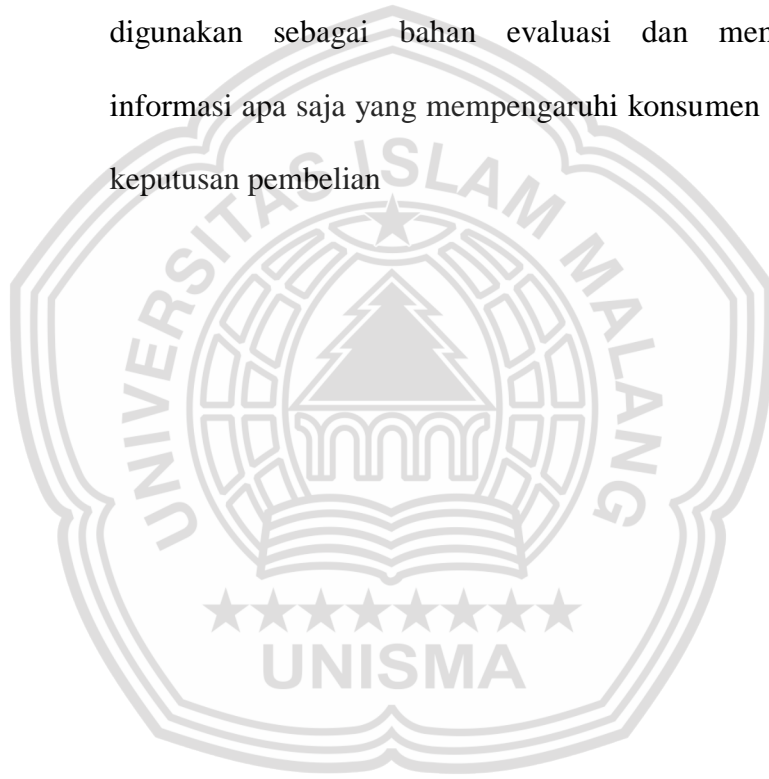 digunakan sebagai bahan evaluasi dan
informasi apa saja yang mempengaruhi konsumen
keputusan pembelian
UNIVERSITAS ISLAM MALANG
UNISMA